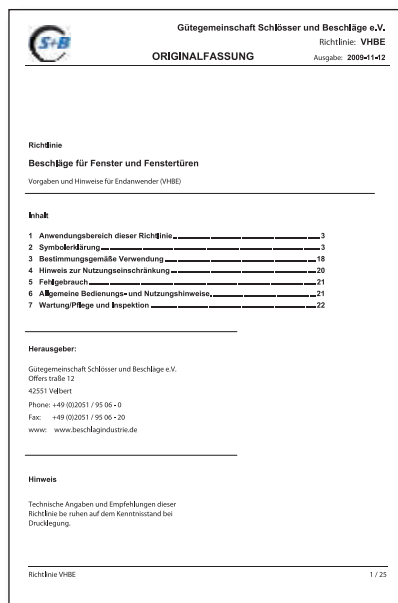 S+B
Gütegemeinschaft Schlösser und Beschläge e.V.
Richtlinie: VHBE
ORIGINALFASSUNG Ausgabe: 2009-11-12
Richtlinie
Beschläge für Fenster und Fenstertüren
Vorgaben und Hinweise für Endanwender (VHBE)
Inhalt
1 Anwendungsbereich dieser Richtlinie 3
2 Symbolerklärung 3
3 Bestimmungsgemäße Verwendung 18
4 Hinweis zur Nutzungseinschränkung 20
5 Fehlgebrauch 21
6 Allgemeine Bedienungs- und Nutzungshinweise 21
7 Wartung/Pflege und Inspektion 22
Herausgeber:
Gütegemeinschaft Schlösser und Beschläge e.V.
Offers traße 12
42551 Velbert
Phone: +49 (0)2051 / 95 06 - 0
Fax: +49 (0)2051 / 95 06 - 20
www: www.beschlagindustrie.de
Hinweis
Technische Angaben und Empfehlungen dieser
Richtlinie be ruhen auf dem Kenntnisstand bei
Drucklegung.
Richtlinie VHBE 1 / 25